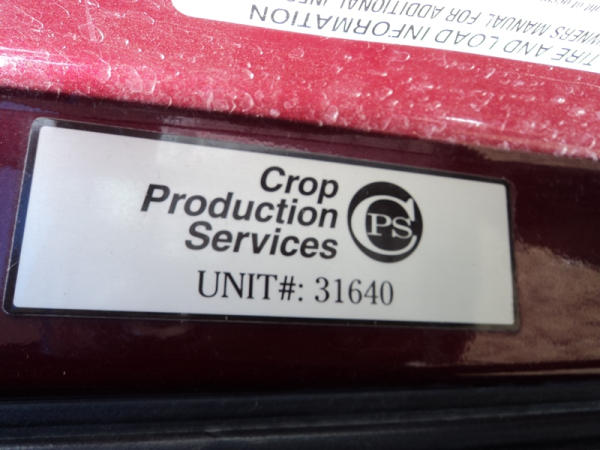 TIRE AND LOAD INFORMATION
Crop
Production
Services
CPS
UNIT#: 31640